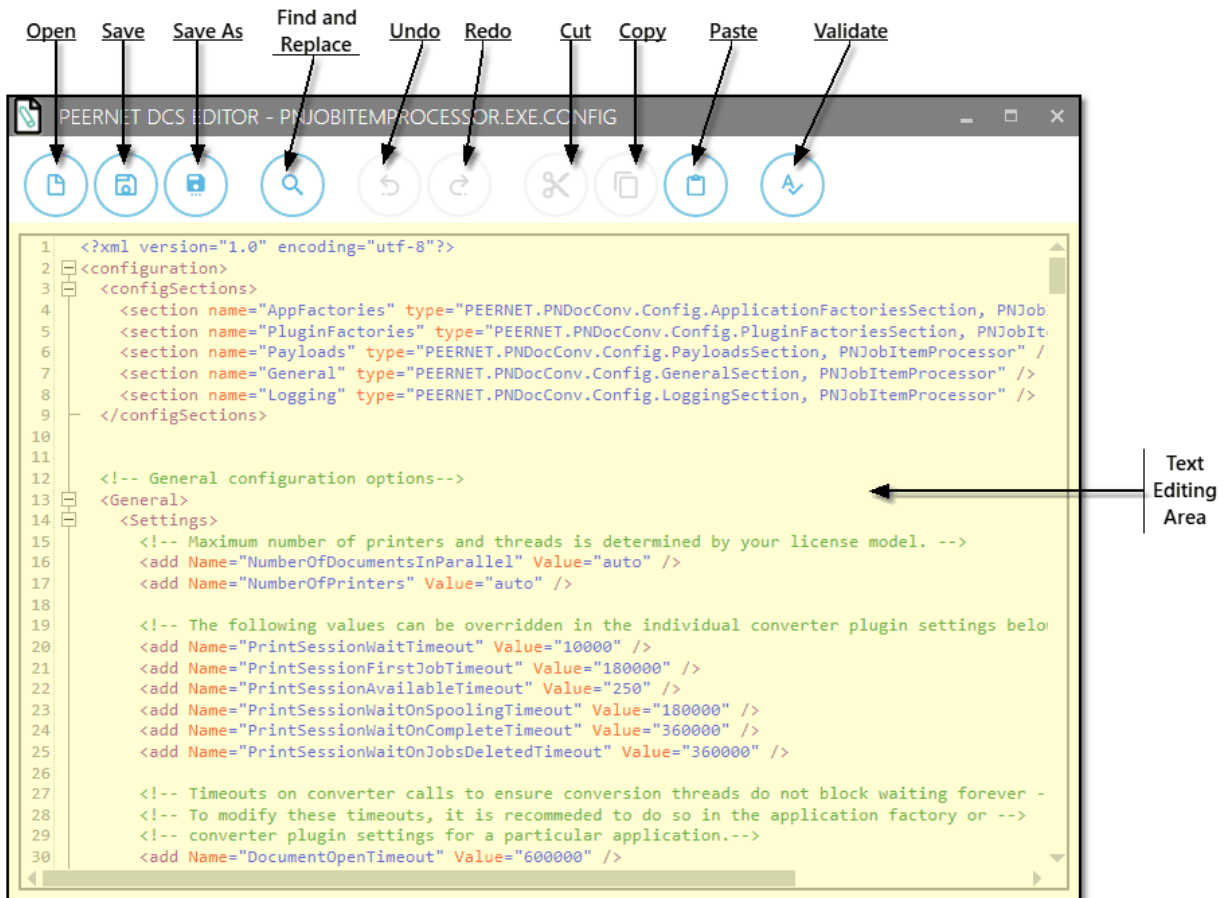 Open Save Save As Find and Replace Undo Redo Cut Copy Paste Validate
PEERNET DCS EDITOR - PNJOBITEMPROCESSOR.EXE.CONFIG
1 <?xml version="1.0" encoding="utf-8"?>
2 <configuration>
3 <configSections>
4 <section name="AppFactories" type="PEERNET.PNDocConv.Config.ApplicationFactoriesSection, PNJob
5 <section name="PluginFactories" type="PEERNET.PNDocConv.Config.PluginFactoriesSection, PNJobIt
6 <section name="Payloads" type="PEERNET.PNDocConv.Config.PayloadsSection, PNJobItemProcessor" /
7 <section name="General" type="PEERNET.PNDocConv.Config.GeneralSection, PNJobItemProcessor" />
8 <section name="Logging" type="PEERNET.PNDocConv.Config.LoggingSection, PNJobItemProcessor" />
9 </configSections>
10
11
12 <!-- General configuration options-->
13 <General>
14 <Settings>
15 <!-- Maximum number of printers and threads is determined by your license model. -->
16 <add Name="NumberOfDocumentsInParallel" Value="auto" />
17 <add Name="NumberOfPrinters" Value="auto" />
18
19 <!-- The following values can be overridden in the individual converter plugin settings belo
20 <add Name="PrintSessionWaitTimeout" Value="10000" />
21 <add Name="PrintSessionFirstJobTimeout" Value="180000" />
22 <add Name="PrintSessionAvailableTimeout" Value="250" />
23 <add Name="PrintSessionWaitOnSpoolingTimeout" Value="180000" />
24 <add Name="PrintSessionWaitOnCompleteTimeout" Value="360000" />
25 <add Name="PrintSessionWaitOnJobsDeletedTimeout" Value="360000" />
26
27 <!-- Timeouts on converter calls to ensure conversion threads do not block waiting forever -
28 <!-- To modify these timeouts, it is recommeded to do so in the application factory or -->
29 <!-- converter plugin settings for a particular application.-->
30 <add Name="DocumentOpenTimeout" Value="600000" />
Text
Editing
Area